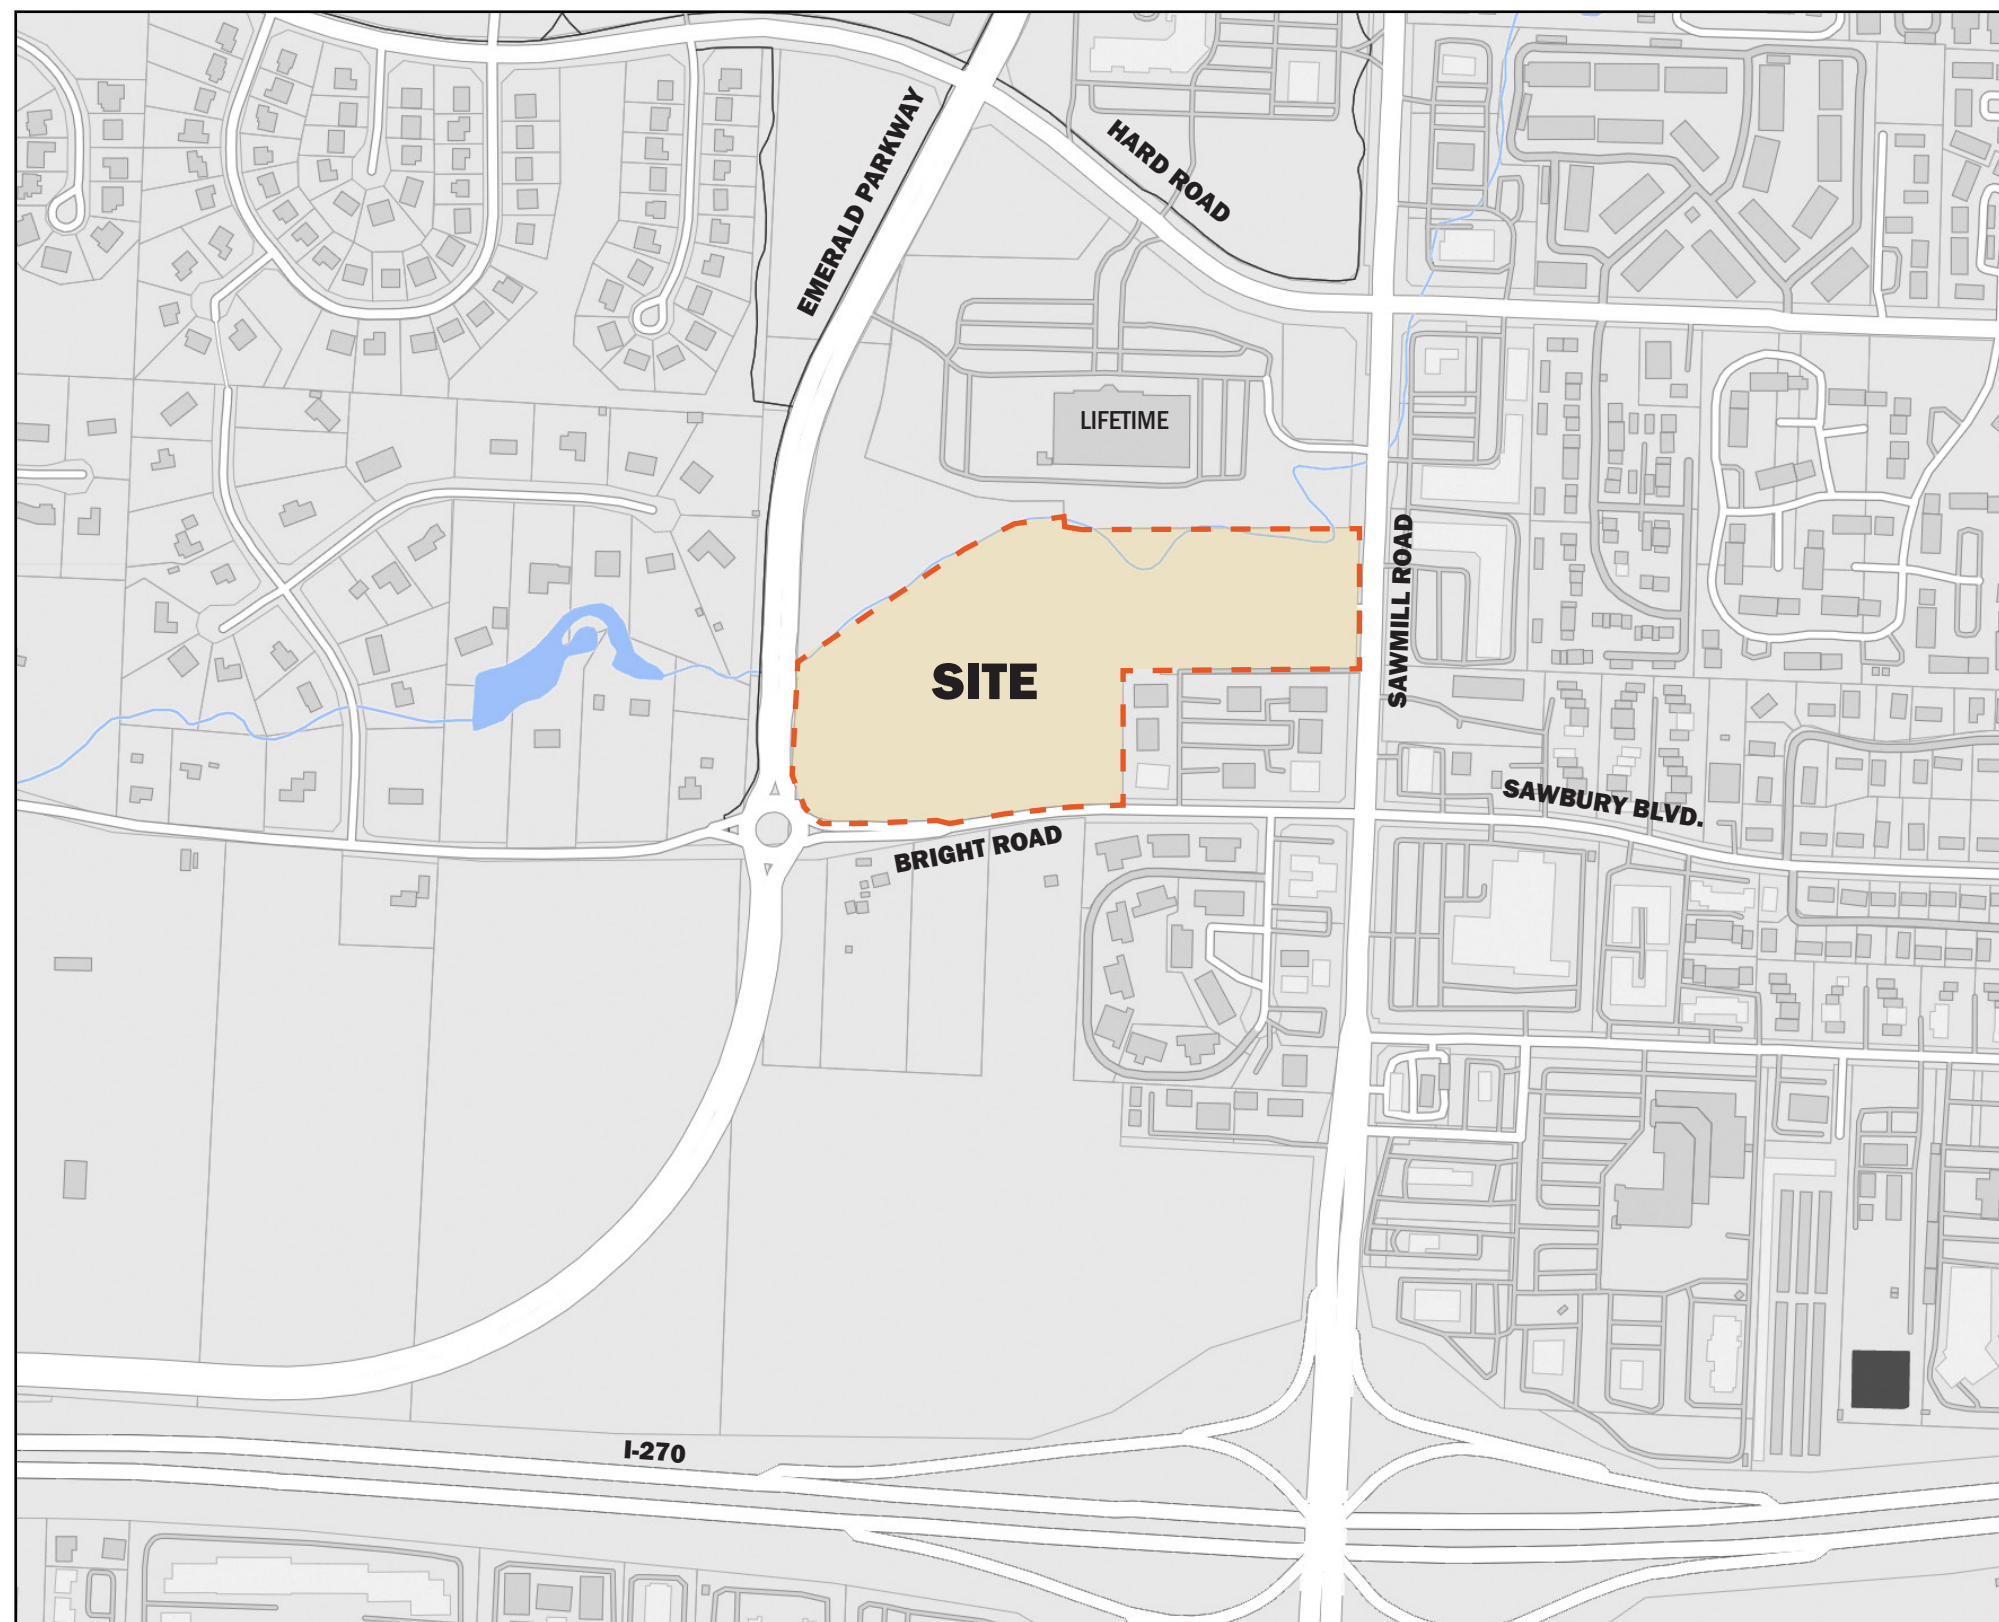 EMERALD PARKWAY
HARD ROAD
LIFETIME
SITE
SAWMILL ROAD
SAWBURY BLVD.
BRIGHT ROAD
I-270